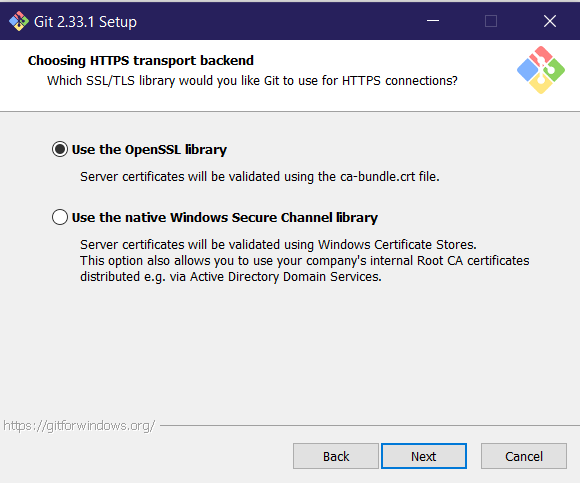 Git 2.33.1 Setup
Choosing HTTPS transport backend
Which SSL/TLS library would you like Git to use for HTTPS connections?
Use the OpenSSL library
Server certificates will be validated using the ca-bundle.crt file.
Use the native Windows Secure Channel library
Server certificates will be validated using Windows Certificate Stores.
This option also allows you to use your company's internal Root CA certificates
distributed e.g. via Active Directory Domain Services.
https://gitforwindows.org/
Back Next Cancel